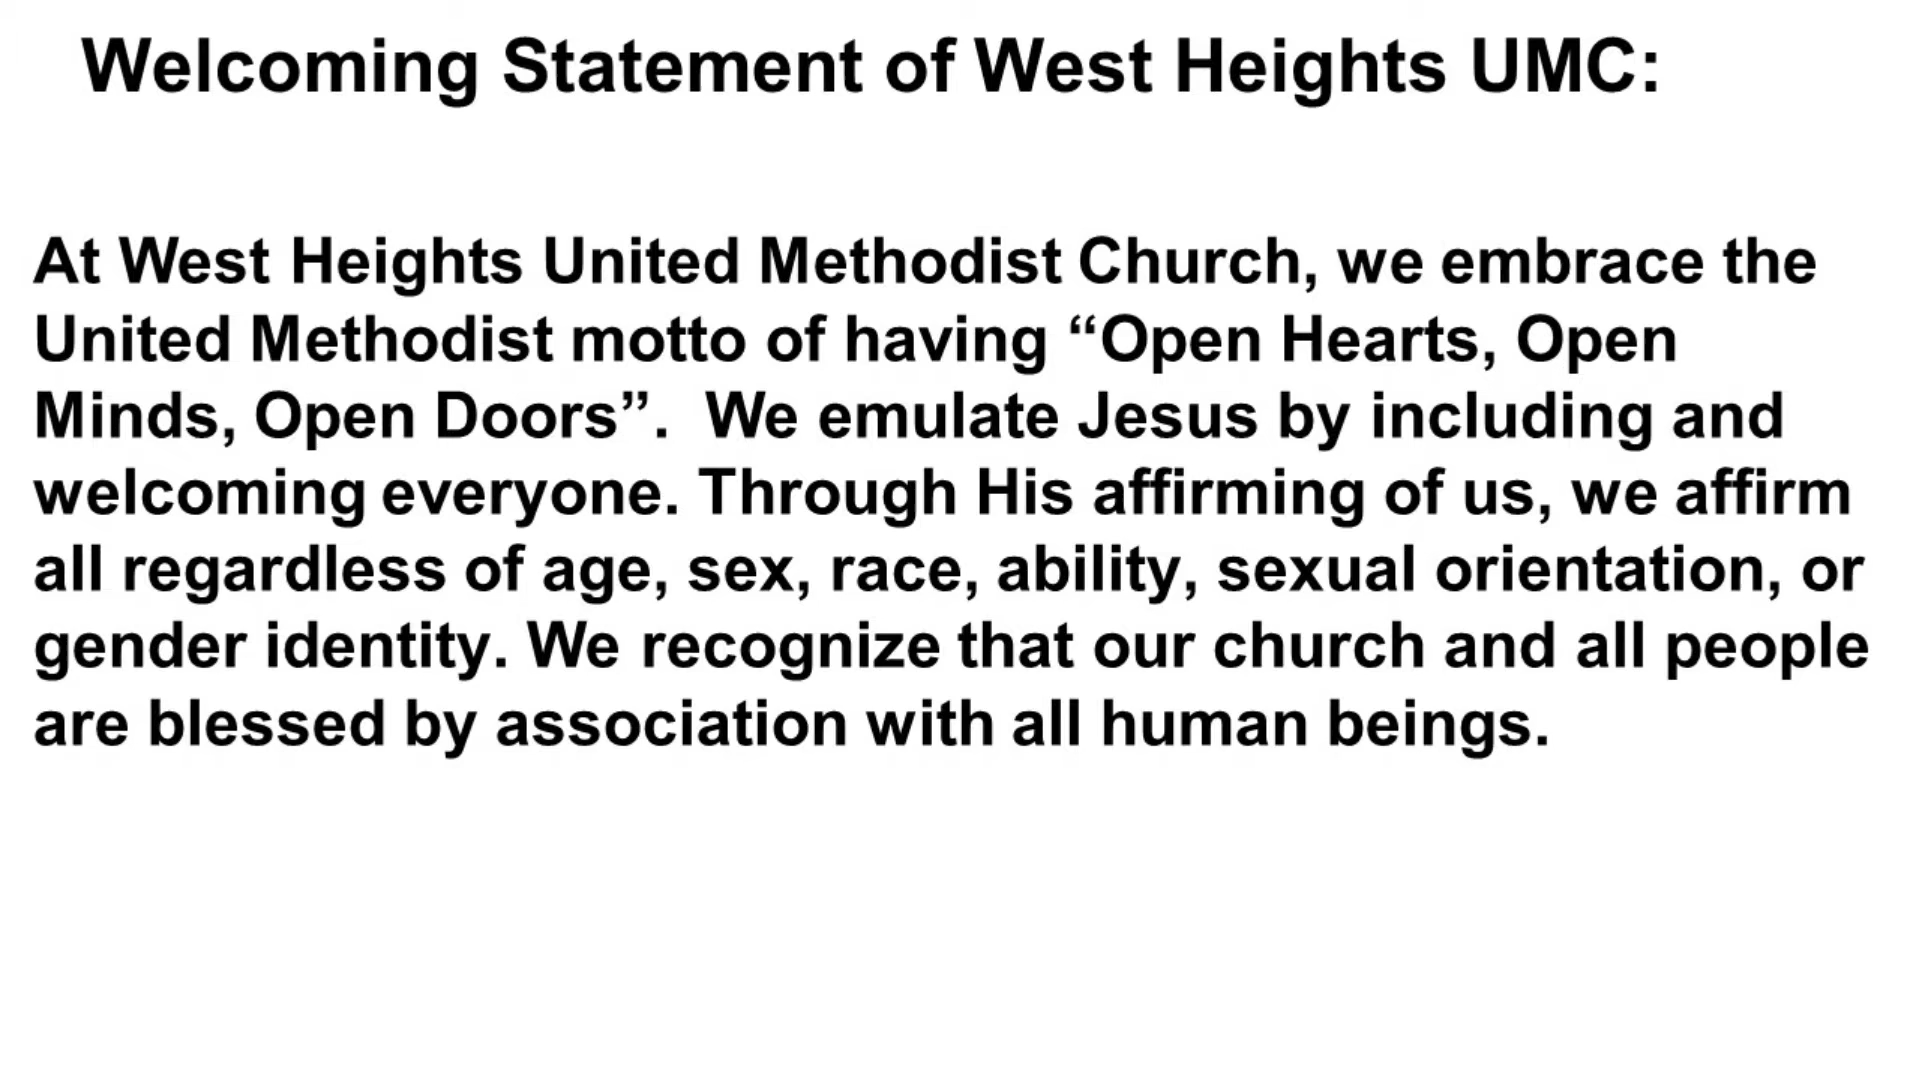 Welcoming Statement of West Heights UMC:
At West Heights United Methodist Church, we embrace the
United Methodist motto of having “Open Hearts, Open
Minds, Open Doors”.  We emulate Jesus by including and
welcoming everyone. Through His affirming of us, we affirm
all regardless of age, sex, race, ability, sexual orientation, or
gender identity. We recognize that our church and all people
are blessed by association with all human beings.